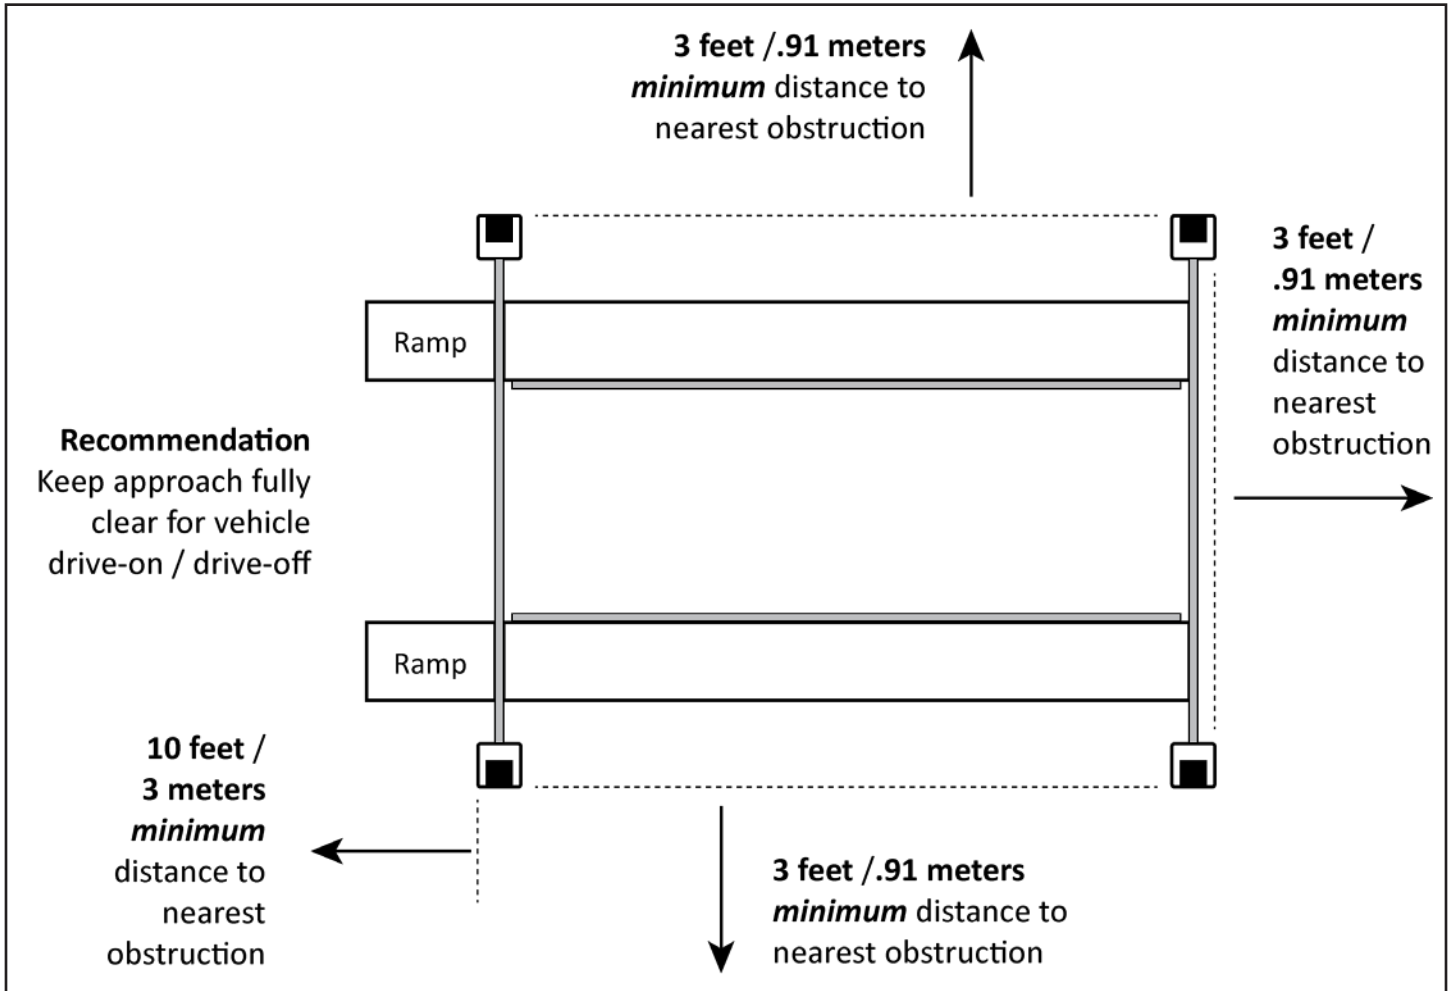 3 feet /.91 meters
minimum distance to
nearest obstruction
3 feet /
.91 meters
minimum
distance to
nearest
obstruction
Ramp
Recommendation
Keep approach fully
clear for vehicle
drive-on / drive-off
Ramp
10 feet /
3 meters
minimum
distance to
nearest
obstruction
3 feet /.91 meters
minimum distance to
nearest obstruction